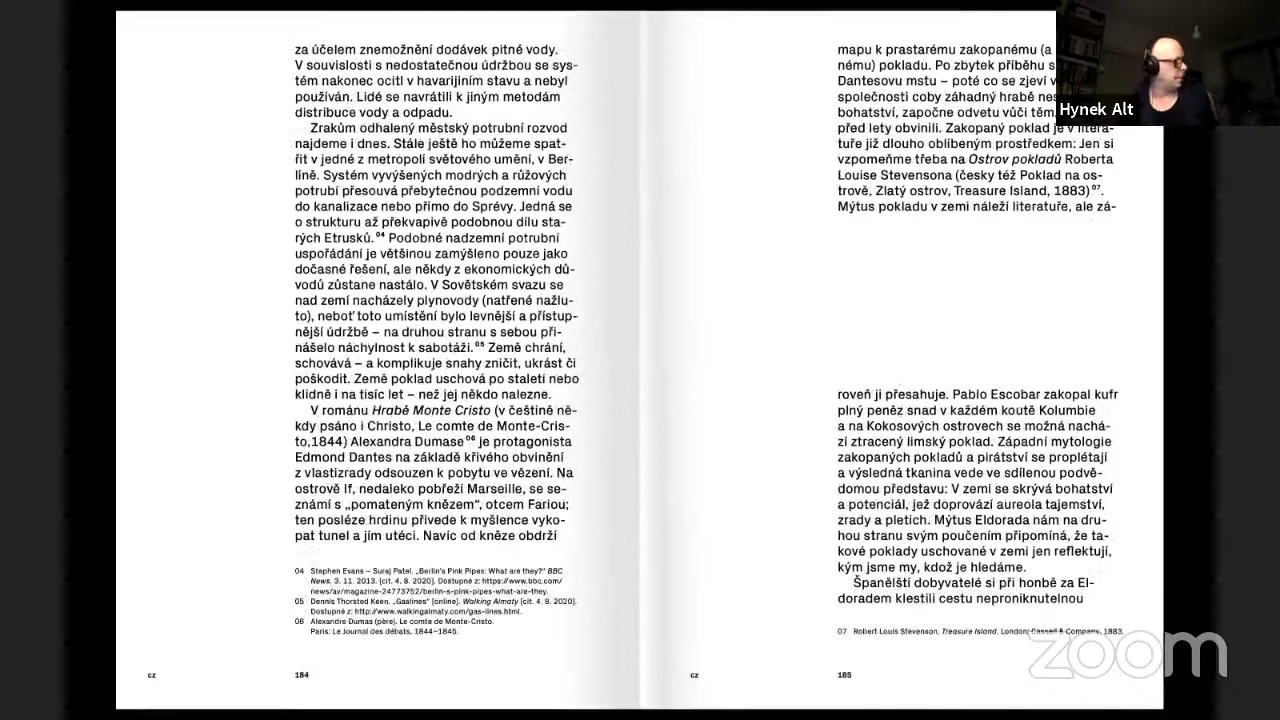 za účelem znemožnění dodávek pitné vody.
V souvislosti s nedostatečnou údržbou se sys-
tém nakonec ocitl v havarijiním stavu a nebyl
používán. Lidé se navrátili k jiným metodám
distribuce vody a odpadu.
Zrakům odhalený městský potrubní rozvod
najdeme i dnes. Stále ještě ho můžeme spat-
řit v jedné z metropolí světového umění, v Ber-
líně. Systém vyvýšených modrých a růžových
potrubí přesouvá přebytečnou podzemní vodu
do kanalizace nebo přímo do Sprévy. Jedná se
o strukturu až překvapivě podobnou dílu sta-
rých Etrusků.⁰⁴ Podobné nadzemní potrubní
uspořádání je většinou zamýšleno pouze jako
dočasné řešení, ale někdy z ekonomických dů-
vodů zůstane nastálo. V Sovětském svazu se
nad zemí nacházely plynovody (natřené nažlu-
to), neboť toto umístění bylo levnější a přístup-
nější údržbě – na druhou stranu s sebou při-
nášelo náchylnost k sabotáži.⁰⁵ Země chrání,
schovává – a komplikuje snahy zničit, ukrást či
poškodit. Země poklad uschová po staletí nebo
klidně i na tisíc let – než jej někdo nalezne.
V románu Hrabě Monte Cristo (v češtině ně-
kdy psáno i Christo, Le comte de Monte-Cris-
to,1844) Alexandra Dumase⁰⁶ je protagonista
Edmond Dantes na základě křivého obvinění
z vlastizrady odsouzen k pobytu ve vězení. Na
ostrově If, nedaleko pobřeží Marseille, se se-
známí s „pomateným knězem“, otcem Fariou;
ten posléze hrdinu přivede k myšlence vyko-
pat tunel a jím utéci. Navíc od kněze obdrží
04 Stephen Evans – Suraj Patel. „Berlin's Pink Pipes: What are they?“ BBC
News. 3. 11. 2013. [cit. 4. 8. 2020]. Dostupné z: https://www.bbc.com/
news/av/magazine-24773752/berlin-s-pink-pipes-what-are-they.
05 Dennis Thorsted Keen. „Gaslines“ [online]. Walking Almaty [cit. 4. 8. 2020].
Dostupné z: http://www.walkingalmaty.com/gas-lines.html.
06 Alexandre Dumas (père). Le comte de Monte-Cristo.
Paris: Le Journal des débats, 1844–1846.
cz 184
mapu k prastarému zakopanému (a
nému) pokladu. Po zbytek příběhu s
Dantesovu mstu – poté co se zjeví v
společnosti coby záhadný hrabě nes
bohatství, započne odvetu vůči těm,
před lety obvinili. Zakopaný poklad je v litera-
tuře již dlouho oblíbeným prostředkem: Jen si
vzpomeňme třeba na Ostrov pokladů Roberta
Louise Stevensona (česky též Poklad na os-
trově, Zlatý ostrov, Treasure Island, 1883)⁰⁷.
Mýtus pokladu v zemi náleží literatuře, ale zá-
roveň ji přesahuje. Pablo Escobar zakopal kufr
plný peněz snad v každém koutě Kolumbie
a na Kokosových ostrovech se možná nachá-
zí ztracený limský poklad. Západní mytologie
zakopaných pokladů a pirátství se proplétají
a výsledná tkanina vede ve sdílenou podvě-
domou představu: V zemi se skrývá bohatství
a potenciál, jež doprovází aureola tajemství,
zrady a pletich. Mýtus Eldorada nám na dru-
hou stranu svým poučením připomíná, že ta-
kové poklady uschované v zemi jen reflektují,
kým jsme my, kdož je hledáme.
Španělští dobyvatelé si při honbě za El-
doradem klestili cestu neproniknutelnou
07 Robert Louis Stevenson. Treasure Island. London: Cassell & Company, 1883.
cz 185
Hynek Alt
zoom